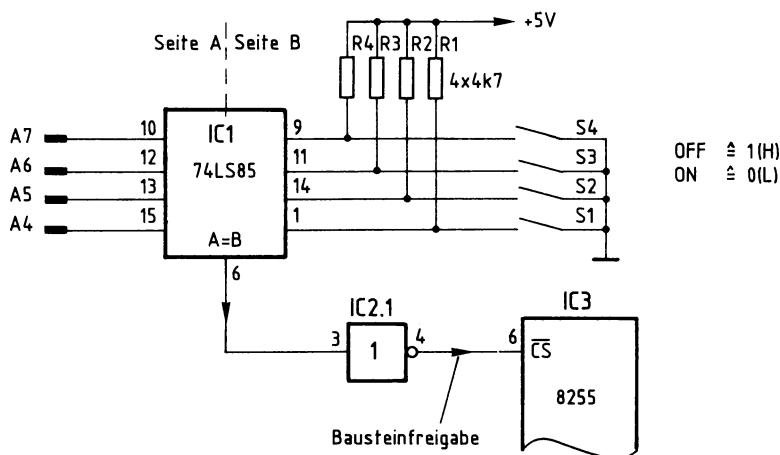 +5V
Seite A Seite B
R4 R3 R2 R1
4x4k7
A7 10 IC1 9 S4
A6 12 74LS85 11 S3
A5 13 14 S2
A4 15 1 S1
A=B
6
OFF ≙ 1(H)
ON ≙ 0(L)
IC2.1
IC3
3 1 4 6 C̅S̅
8255
Bausteinfreigabe